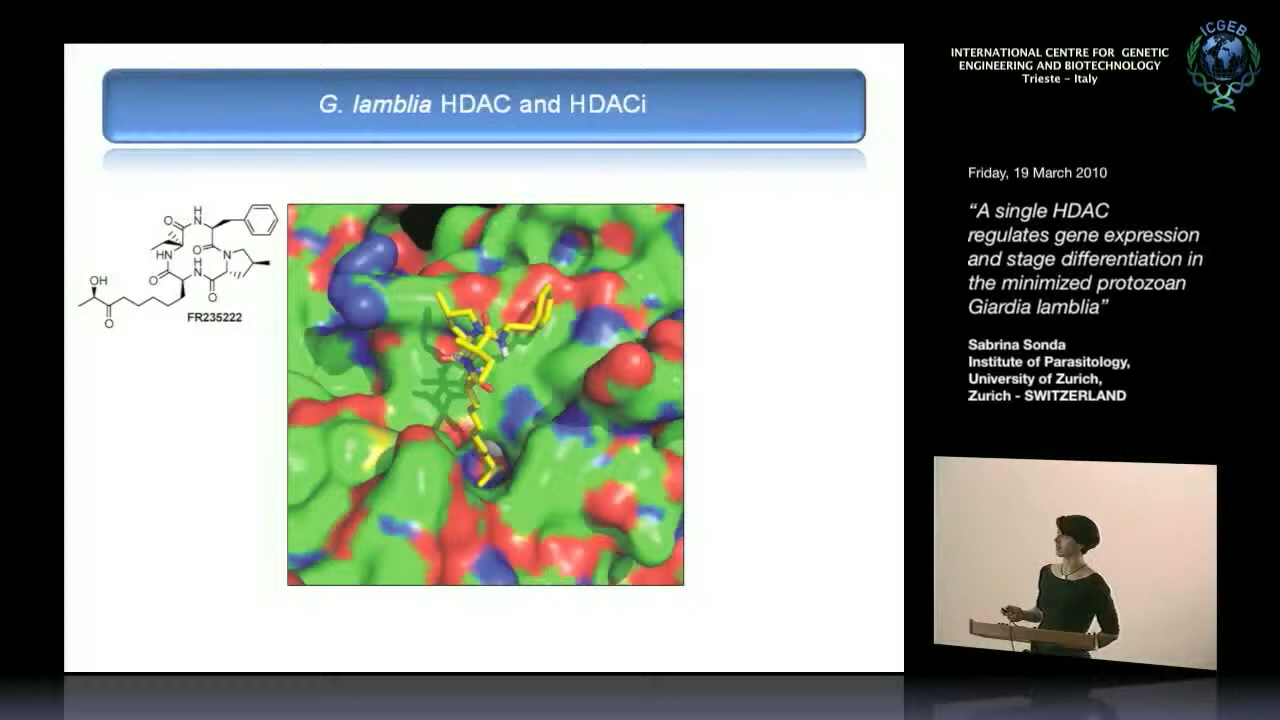 G. lamblia HDAC and HDACi
O
H
N
O
HN
O
N
O
H
N
OH
O
O
FR235222
ICGEB
INTERNATIONAL CENTRE FOR GENETIC
ENGINEERING AND BIOTECHNOLOGY
Trieste – Italy
Friday, 19 March 2010
“A single HDAC
regulates gene expression
and stage differentiation in
the minimized protozoan
Giardia lamblia”
Sabrina Sonda
Institute of Parasitology,
University of Zurich,
Zurich - SWITZERLAND